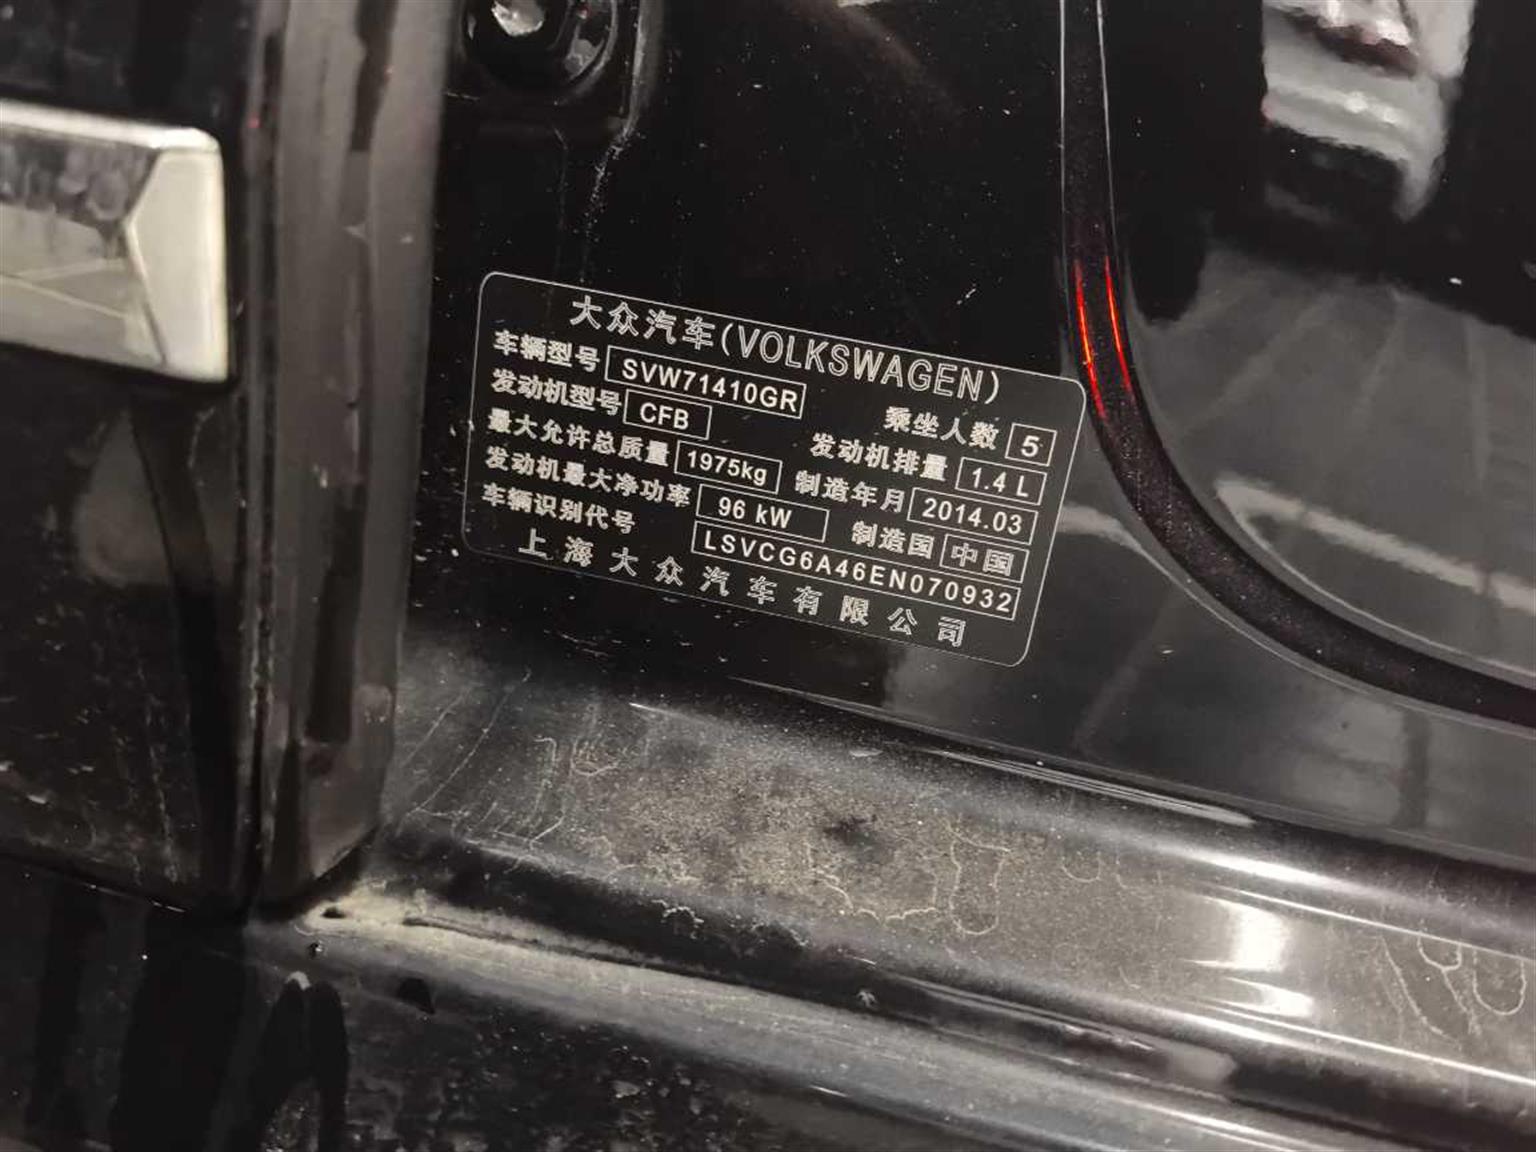 大众汽车(VOLKSWAGEN)
车辆型号 SVW71410GR 乘坐人数 5
发动机型号 CFB 发动机排量 1.4 L
最大允许总质量 1975kg 制造年月 2014.03
发动机最大净功率 96 kW 制造国 中国
车辆识别代号 LSVCG6A46EN070932
上海大众汽车有限公司